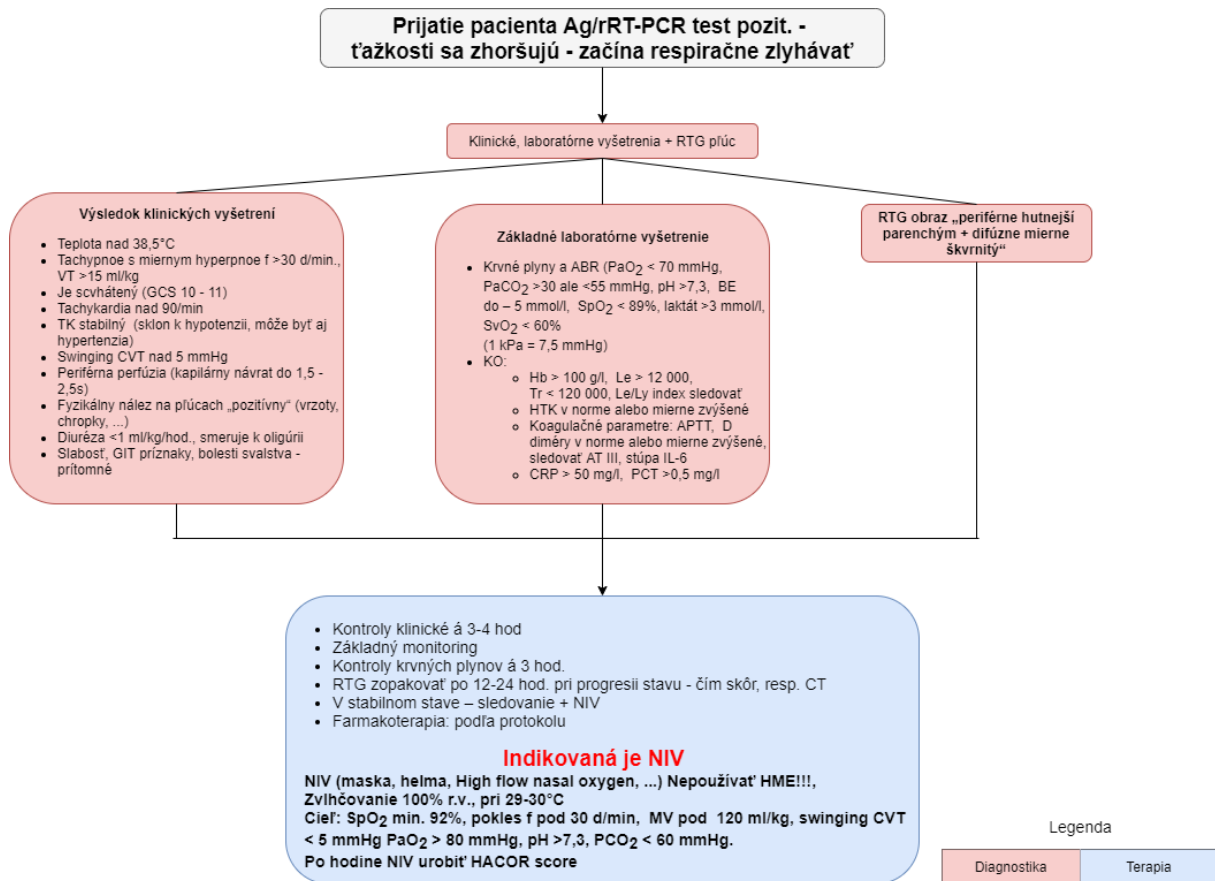 Prijatie pacienta Ag/rRT-PCR test pozit. -
ťažkosti sa zhoršujú - začína respiračne zlyhávať
Klinické, laboratórne vyšetrenia + RTG pľúc
Výsledok klinických vyšetrení
• Teplota nad 38,5°C
• Tachypnoe s miernym hyperpnoe f >30 d/min.,
VT >15 ml/kg
• Je scvhátený (GCS 10 - 11)
• Tachykardia nad 90/min
• TK stabilný (sklon k hypotenzii, môže byť aj
hypertenzia)
• Swinging CVT nad 5 mmHg
• Periférna perfúzia (kapilárny návrat do 1,5 -
2,5s)
• Fyzikálny nález na pľúcach „pozitívny“ (vrzoty,
chropky, ...)
• Diuréza <1 ml/kg/hod., smeruje k oligúrii
• Slabosť, GIT príznaky, bolesti svalstva -
prítomné
Základné laboratórne vyšetrenie
• Krvné plyny a ABR (PaO2 < 70 mmHg,
PaCO2 >30 ale <55 mmHg, pH >7,3, BE
do – 5 mmol/l, SpO2 < 89%, laktát >3 mmol/l,
SvO2 < 60%
(1 kPa = 7,5 mmHg)
• KO:
○ Hb > 100 g/l, Le > 12 000,
Tr < 120 000, Le/Ly index sledovať
○ HTK v norme alebo mierne zvýšené
○ Koagulačné parametre: APTT, D
diméry v norme alebo mierne zvýšené,
sledovať AT III, stúpa IL-6
○ CRP > 50 mg/l, PCT >0,5 mg/l
RTG obraz „periférne hutnejší
parenchým + difúzne mierne
škvrnitý“
• Kontroly klinické á 3-4 hod
• Základný monitoring
• Kontroly krvných plynov á 3 hod.
• RTG zopakovať po 12-24 hod. pri progresii stavu - čím skôr, resp. CT
• V stabilnom stave – sledovanie + NIV
• Farmakoterapia: podľa protokolu
Indikovaná je NIV
NIV (maska, helma, High flow nasal oxygen, ...) Nepoužívať HME!!!,
Zvlhčovanie 100% r.v., pri 29-30°C
Cieľ: SpO2 min. 92%, pokles f pod 30 d/min, MV pod 120 ml/kg, swinging CVT
< 5 mmHg PaO2 > 80 mmHg, pH >7,3, PCO2 < 60 mmHg.
Po hodine NIV urobiť HACOR score
Legenda
Diagnostika
Terapia